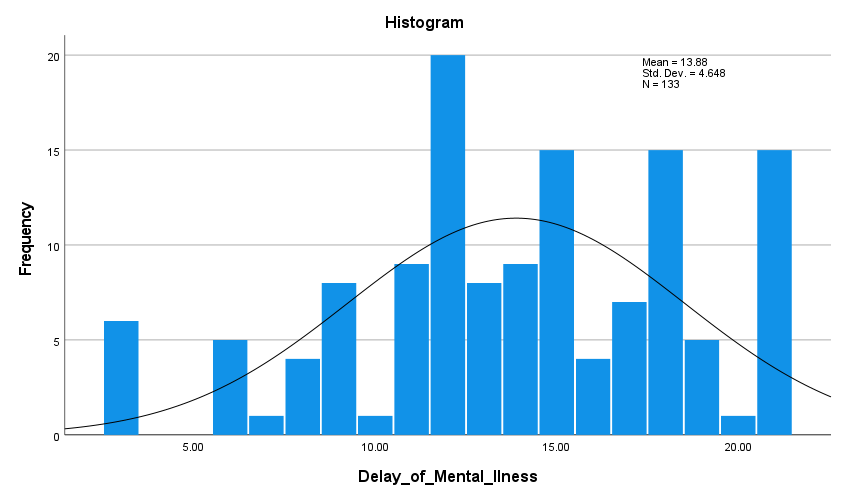 Histogram
Mean = 13.88
Std. Dev. = 4.648
N = 133
Frequency
20
15
10
5
0
5.00 10.00 15.00 20.00
Delay_of_Mental_Ilness